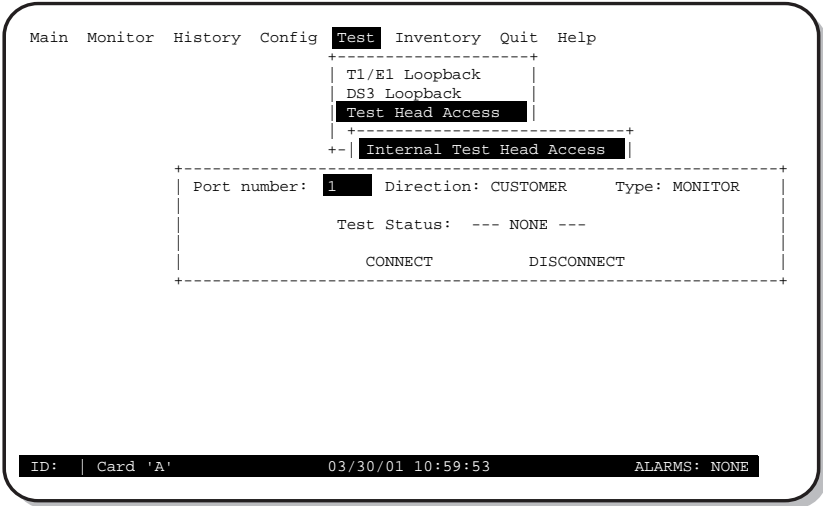 Main Monitor History Config Test Inventory Quit Help
T1/E1 Loopback
DS3 Loopback
Test Head Access
Internal Test Head Access
Port number: 1 Direction: CUSTOMER Type: MONITOR
Test Status: --- NONE ---
CONNECT DISCONNECT
ID: | Card 'A' 03/30/01 10:59:53 ALARMS: NONE